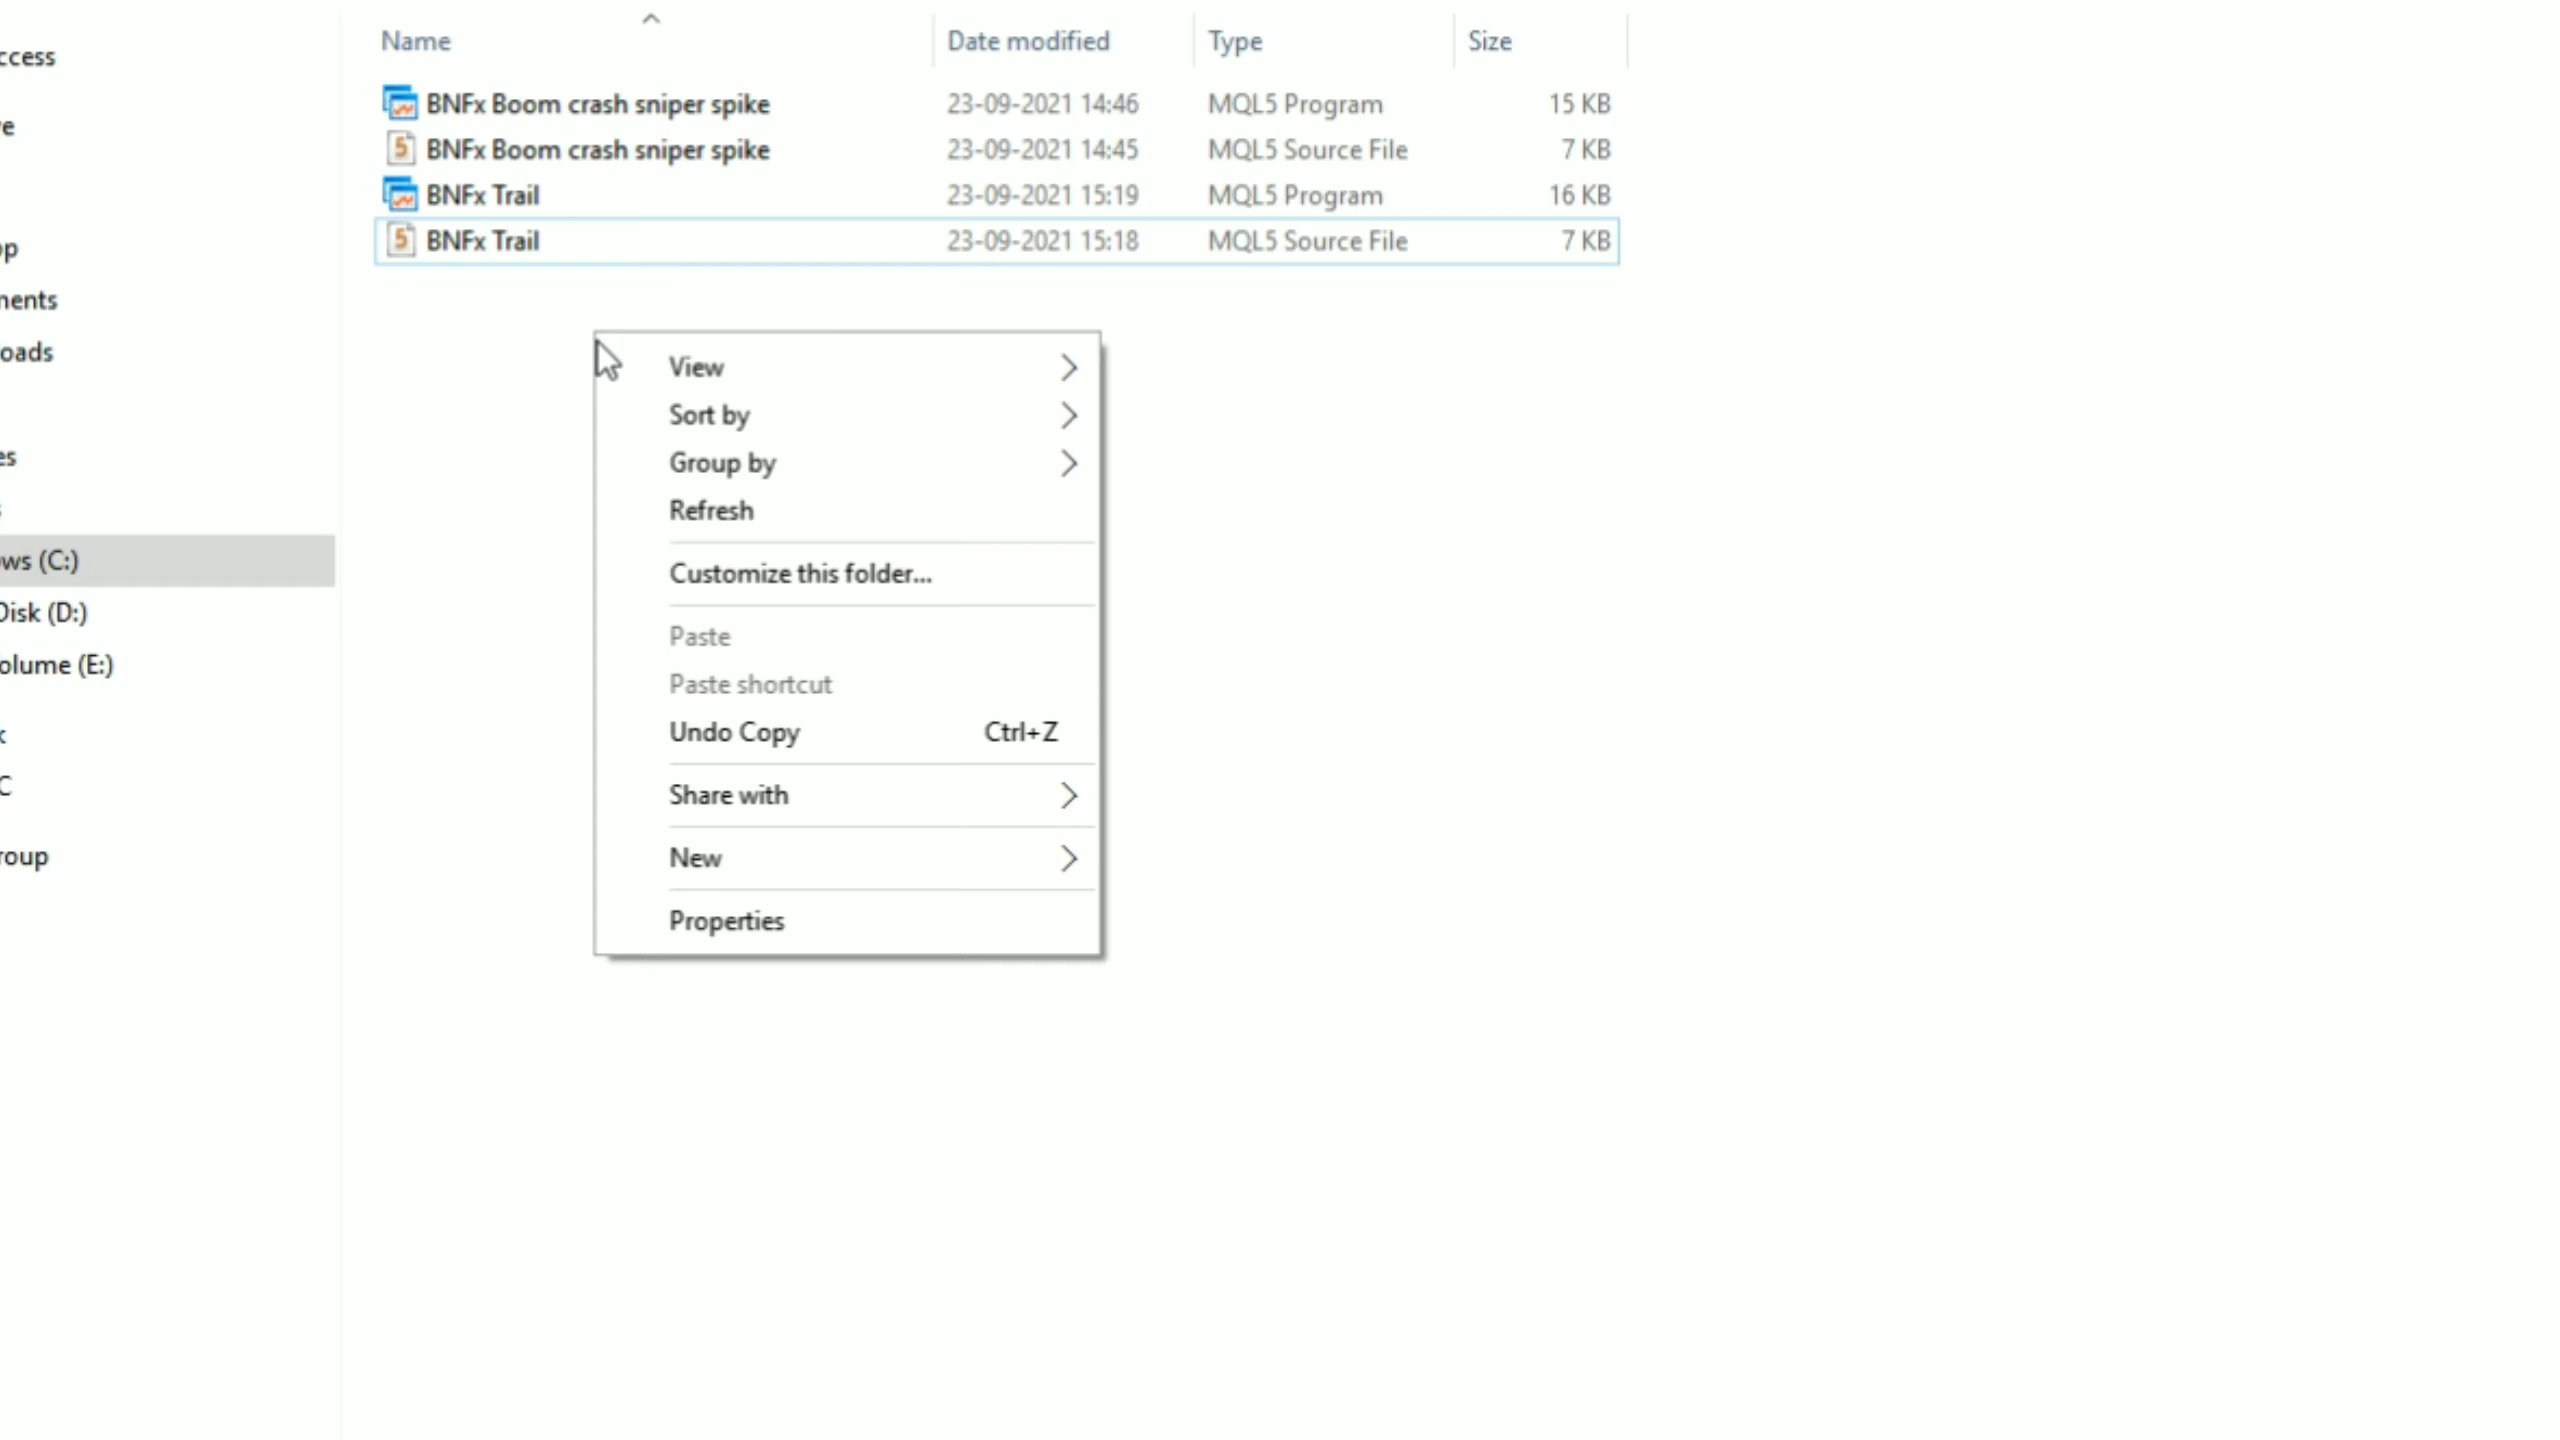 Name Date modified Type Size
BNFx Boom crash sniper spike 23-09-2021 14:46 MQL5 Program 15 KB
BNFx Boom crash sniper spike 23-09-2021 14:45 MQL5 Source File 7 KB
BNFx Trail 23-09-2021 15:19 MQL5 Program 16 KB
BNFx Trail 23-09-2021 15:18 MQL5 Source File 7 KB
ccess
e
op
ments
oads
es
s
ows (C:)
Disk (D:)
olume (E:)
k
C
roup
View
Sort by
Group by
Refresh
Customize this folder...
Paste
Paste shortcut
Undo Copy Ctrl+Z
Share with
New
Properties